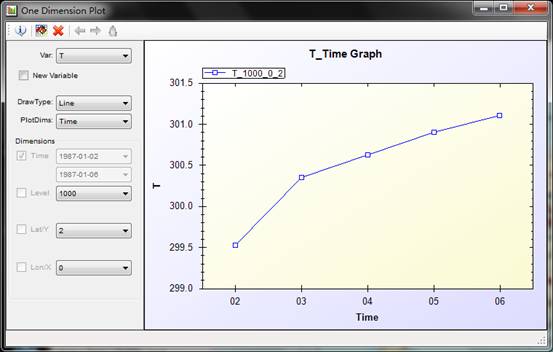 One Dimension Plot
Var: T
New Variable
DrawType: Line
PlotDims: Time
Dimensions
Time 1987-01-02
1987-01-06
Level 1000
Lat/Y 2
Lon/X 0
T_Time Graph
T_1000_0_2
301.5
301.0
300.5
300.0
299.5
299.0
T
02 03 04 05 06
Time